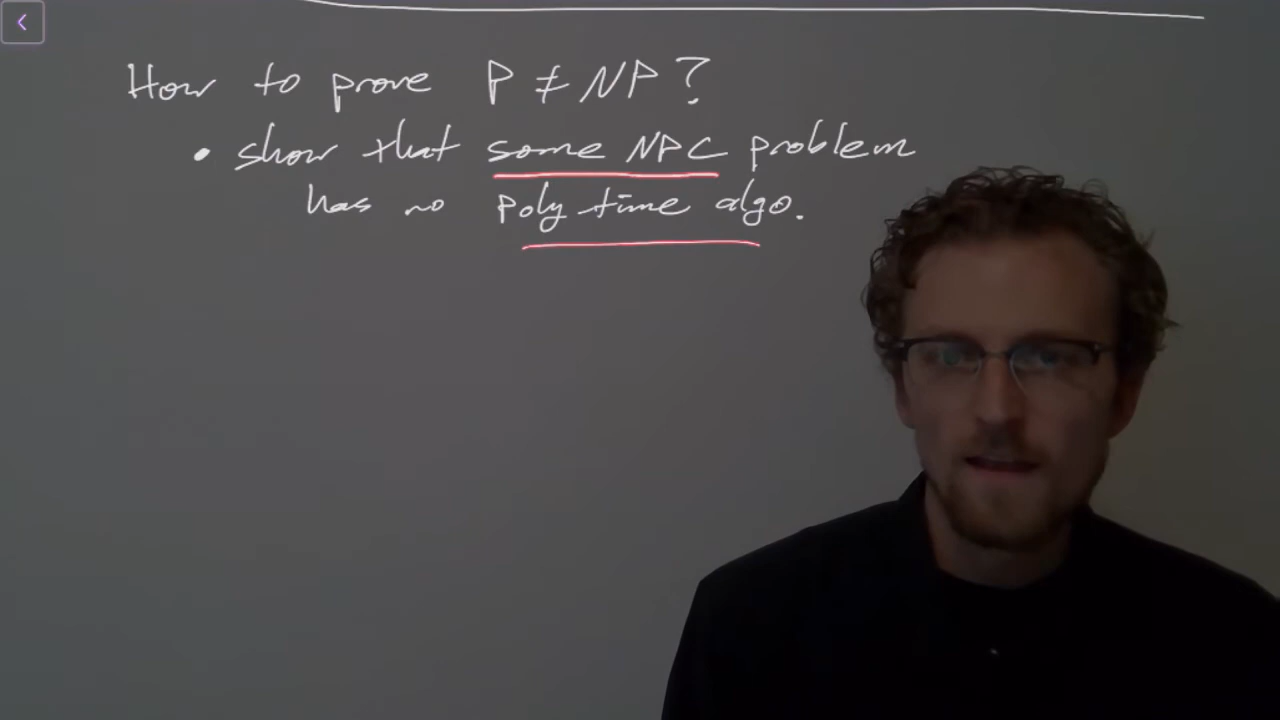 How to prove P ≠ NP?
• show that some NPC problem
has no poly time algo.